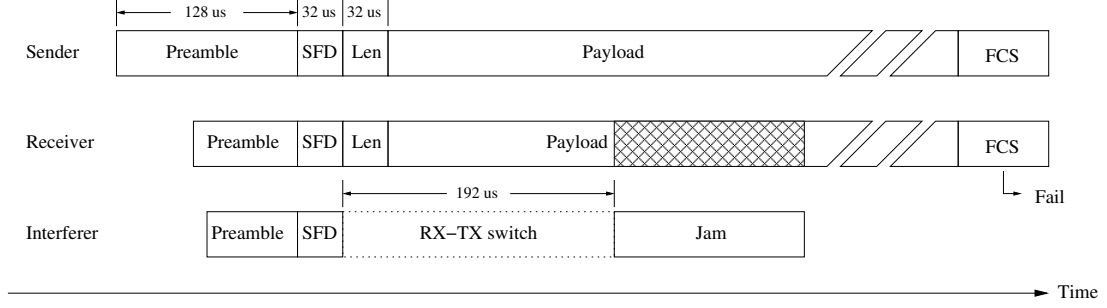 128 us 32 us 32 us
Sender Preamble SFD Len Payload FCS
Receiver Preamble SFD Len Payload FCS
192 us Fail
Interferer Preamble SFD RX−TX switch Jam
Time